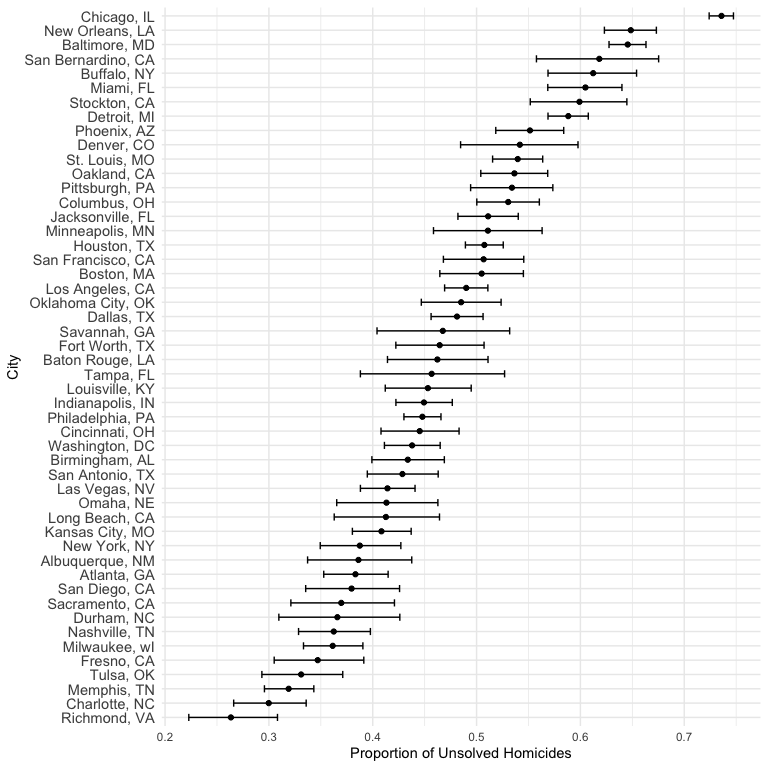 Chicago, IL
New Orleans, LA
Baltimore, MD
San Bernardino, CA
Buffalo, NY
Miami, FL
Stockton, CA
Detroit, MI
Phoenix, AZ
Denver, CO
St. Louis, MO
Oakland, CA
Pittsburgh, PA
Columbus, OH
Jacksonville, FL
Minneapolis, MN
Houston, TX
San Francisco, CA
Boston, MA
Los Angeles, CA
Oklahoma City, OK
Dallas, TX
Savannah, GA
Fort Worth, TX
Baton Rouge, LA
Tampa, FL
Louisville, KY
Indianapolis, IN
Philadelphia, PA
Cincinnati, OH
Washington, DC
Birmingham, AL
San Antonio, TX
Las Vegas, NV
Omaha, NE
Long Beach, CA
Kansas City, MO
New York, NY
Albuquerque, NM
Atlanta, GA
San Diego, CA
Sacramento, CA
Durham, NC
Nashville, TN
Milwaukee, wI
Fresno, CA
Tulsa, OK
Memphis, TN
Charlotte, NC
Richmond, VA
City
0.2 0.3 0.4 0.5 0.6 0.7
Proportion of Unsolved Homicides